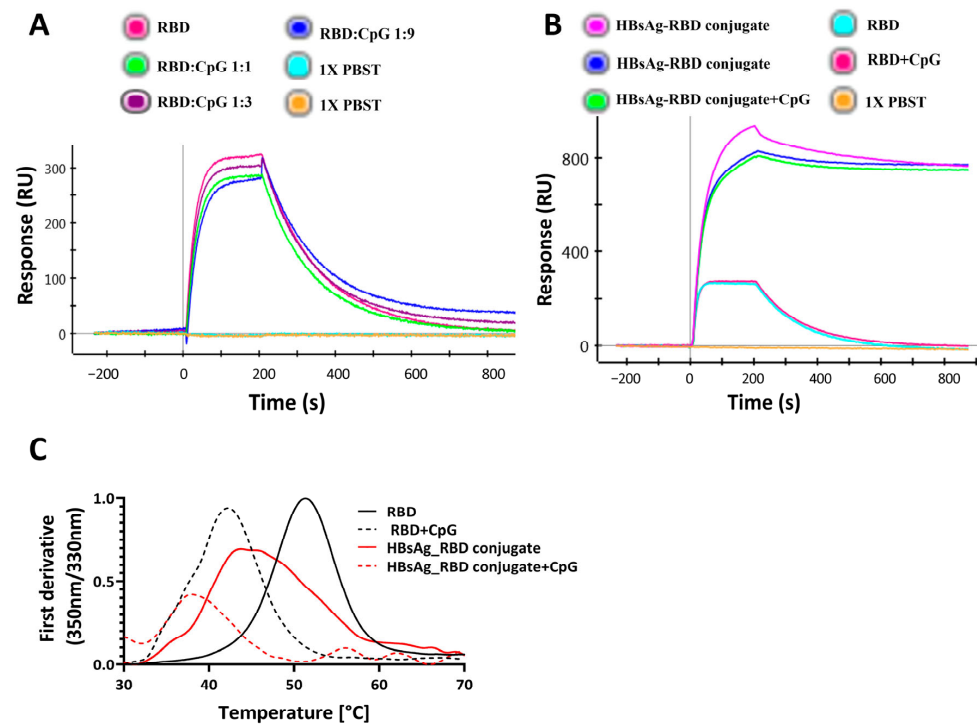 A
RBD
RBD:CpG 1:9
RBD:CpG 1:1
1X PBST
RBD:CpG 1:3
1X PBST
Response (RU)
300
200
100
0
−200
0
200
400
600
800
Time (s)
B
HBsAg-RBD conjugate
RBD
HBsAg-RBD conjugate
RBD+CpG
HBsAg-RBD conjugate+CpG
1X PBST
Response (RU)
800
400
0
−200
0
200
400
600
800
Time (s)
C
First derivative
(350nm/330nm)
1.0
0.5
0.0
30
40
50
60
70
Temperature [°C]
RBD
RBD+CpG
HBsAg_RBD conjugate
HBsAg_RBD conjugate+CpG